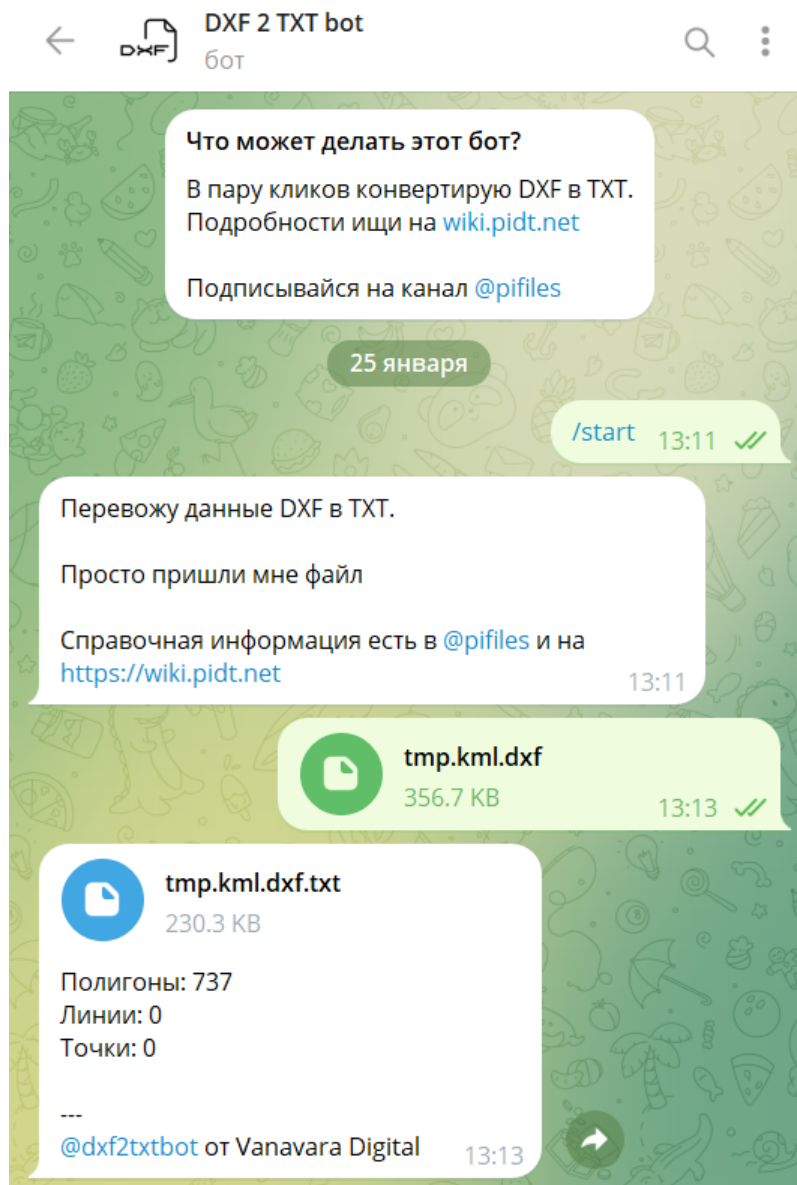 DXF
DXF 2 TXT bot
бот
Что может делать этот бот?
В пару кликов конвертирую DXF в TXT.
Подробности ищи на wiki.pidt.net
Подписывайся на канал @pifiles
25 января
/start 13:11
Перевожу данные DXF в TXT.
Просто пришли мне файл
Справочная информация есть в @pifiles и на
https://wiki.pidt.net 13:11
tmp.kml.dxf
356.7 KB 13:13
tmp.kml.dxf.txt
230.3 KB
Полигоны: 737
Линии: 0
Точки: 0
---
@dxf2txtbot от Vanavara Digital 13:13